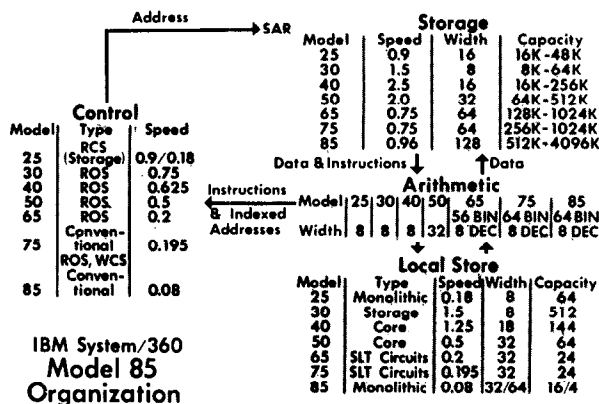 Address
SAR
Storage
Model Speed Width Capacity
25 0.9 16 16K-48K
30 1.5 8 8K-64K
40 2.5 16 16K-256K
50 2.0 32 64K-512K
65 0.75 64 128K-1024K
75 0.75 64 256K-1024K
85 0.96 128 512K-4096K
Data & Instructions Data
Control
Model Type Speed
RCS
25 (Storage) 0.9/0.18
30 ROS 0.75
40 ROS 0.625
50 ROS 0.5
65 ROS 0.2
Conven-
75 tional 0.195
ROS, WCS
Conven-
85 tional 0.08
Instructions
& Indexed
Addresses
Arithmetic
Model 25 30 40 50 65 75 85
56 BIN 64 BIN 64 BIN
Width 8 8 8 32 8 DEC 8 DEC 8 DEC
Local Store
Model Type Speed Width Capacity
25 Monolithic 0.18 8 64
30 Storage 1.5 8 512
40 Core 1.25 18 144
50 Core 0.5 32 64
65 SLT Circuits 0.2 32 24
75 SLT Circuits 0.195 32 24
85 Monolithic 0.08 32/64 16/4
IBM System/360
Model 85
Organization